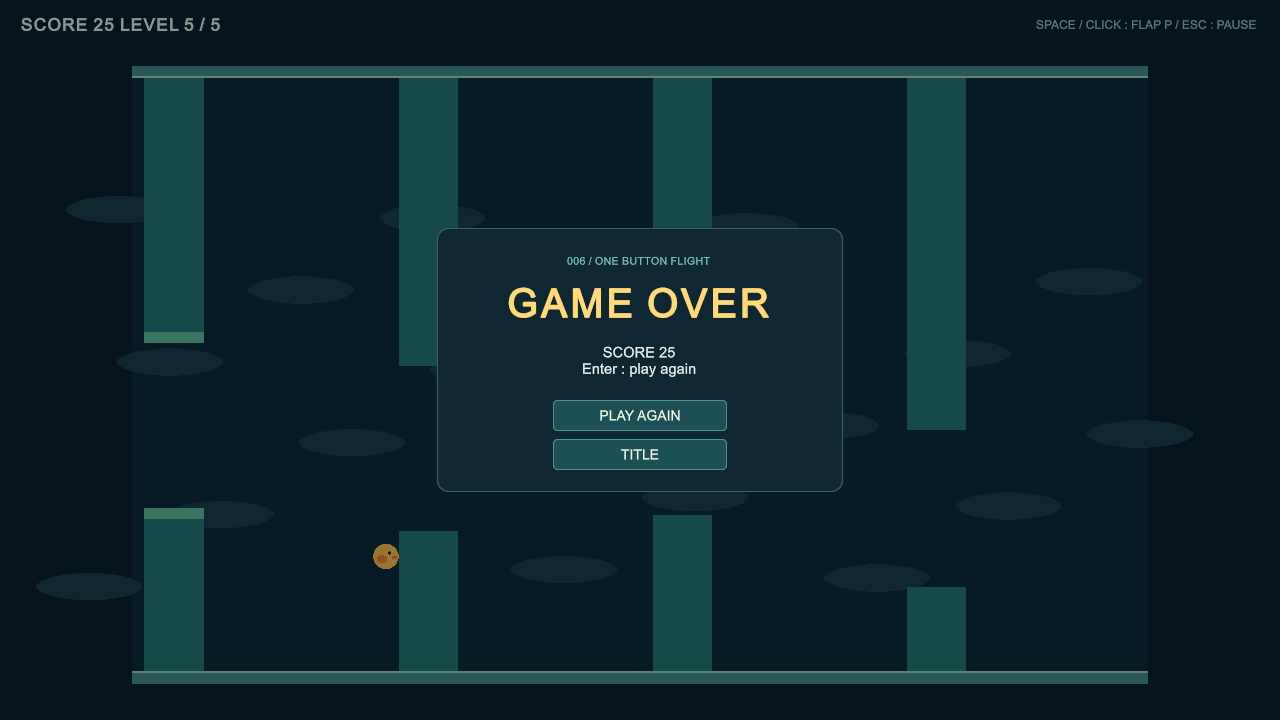 SCORE 25 LEVEL 5 / 5
SPACE / CLICK : FLAP P / ESC : PAUSE
006 / ONE BUTTON FLIGHT
GAME OVER
SCORE 25
Enter : play again
PLAY AGAIN
TITLE